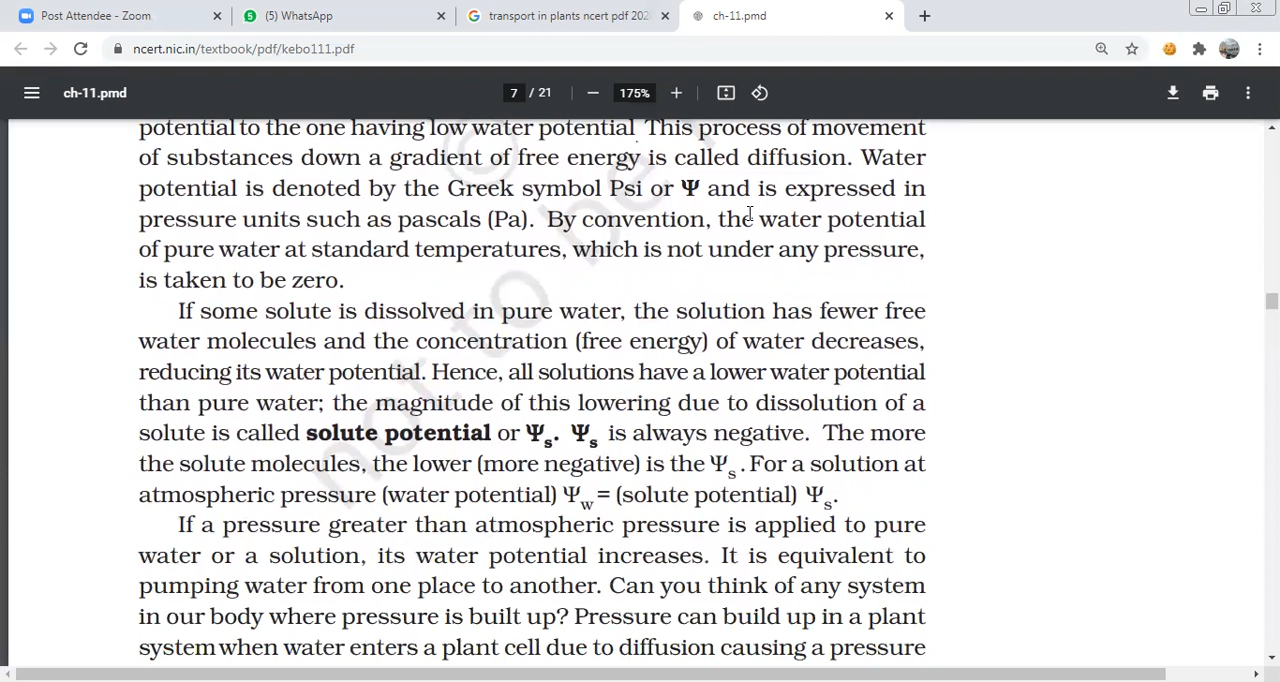 Post Attendee - Zoom
(5) WhatsApp
transport in plants ncert pdf 202
ch-11.pmd
ncert.nic.in/textbook/pdf/kebo111.pdf
ch-11.pmd
7 / 21
175%
potential to the one having low water potential This process of movement
of substances down a gradient of free energy is called diffusion. Water
potential is denoted by the Greek symbol Psi or Ψ and is expressed in
pressure units such as pascals (Pa). By convention, the water potential
of pure water at standard temperatures, which is not under any pressure,
is taken to be zero.
If some solute is dissolved in pure water, the solution has fewer free
water molecules and the concentration (free energy) of water decreases,
reducing its water potential. Hence, all solutions have a lower water potential
than pure water; the magnitude of this lowering due to dissolution of a
solute is called solute potential or Ψs. Ψs is always negative. The more
the solute molecules, the lower (more negative) is the Ψs. For a solution at
atmospheric pressure (water potential) Ψw = (solute potential) Ψs.
If a pressure greater than atmospheric pressure is applied to pure
water or a solution, its water potential increases. It is equivalent to
pumping water from one place to another. Can you think of any system
in our body where pressure is built up? Pressure can build up in a plant
system when water enters a plant cell due to diffusion causing a pressure
©
not to be